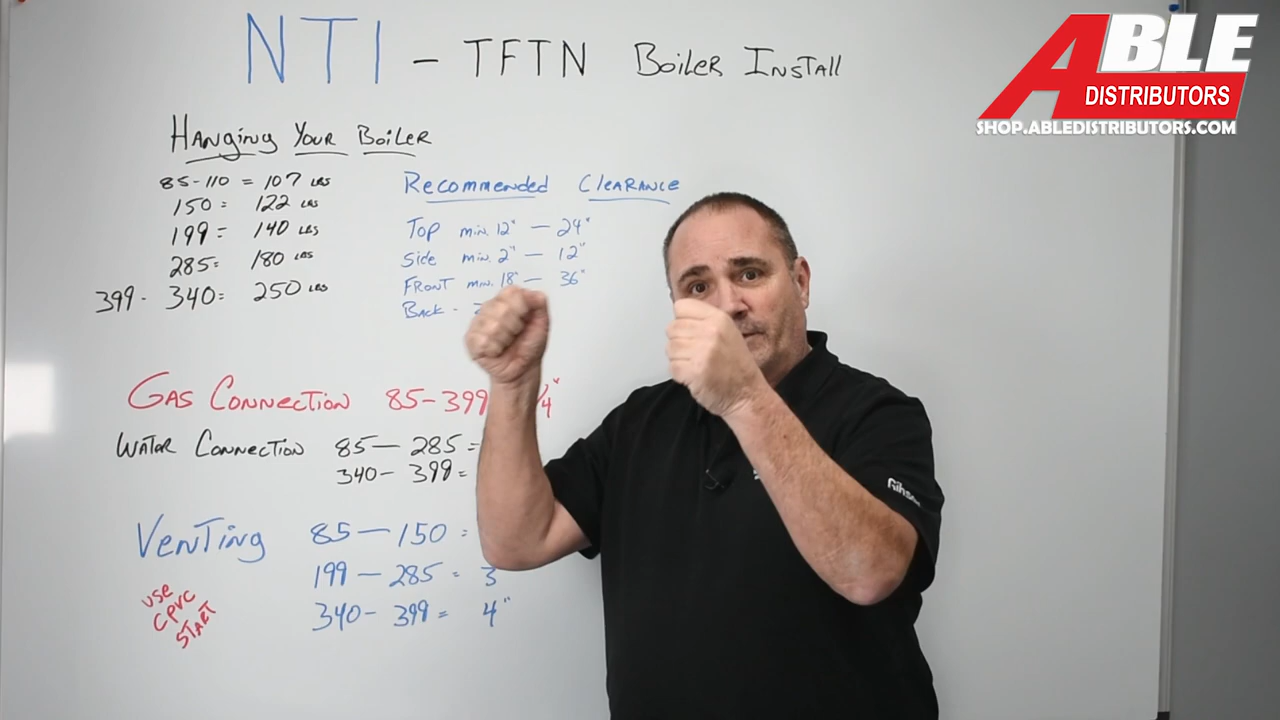 NTI - TFTN Boiler Install
ABLE
DISTRIBUTORS
SHOP.ABLEDISTRIBUTORS.COM
Hanging Your Boiler
85-110 = 107 LBS
150 = 122 LBS
199 = 140 LBS
285 = 180 LBS
399 - 340 = 250 LBS
Recommended Clearance
Top min. 12" — 24"
Side min. 2" — 12"
Front min. 18" — 36"
Back -
Gas Connection 85-399
Water Connection 85 — 285 =
340 - 399 =
Venting 85 — 150 =
199 — 285 = 3
340 - 399 = 4"
use
CPVC
START